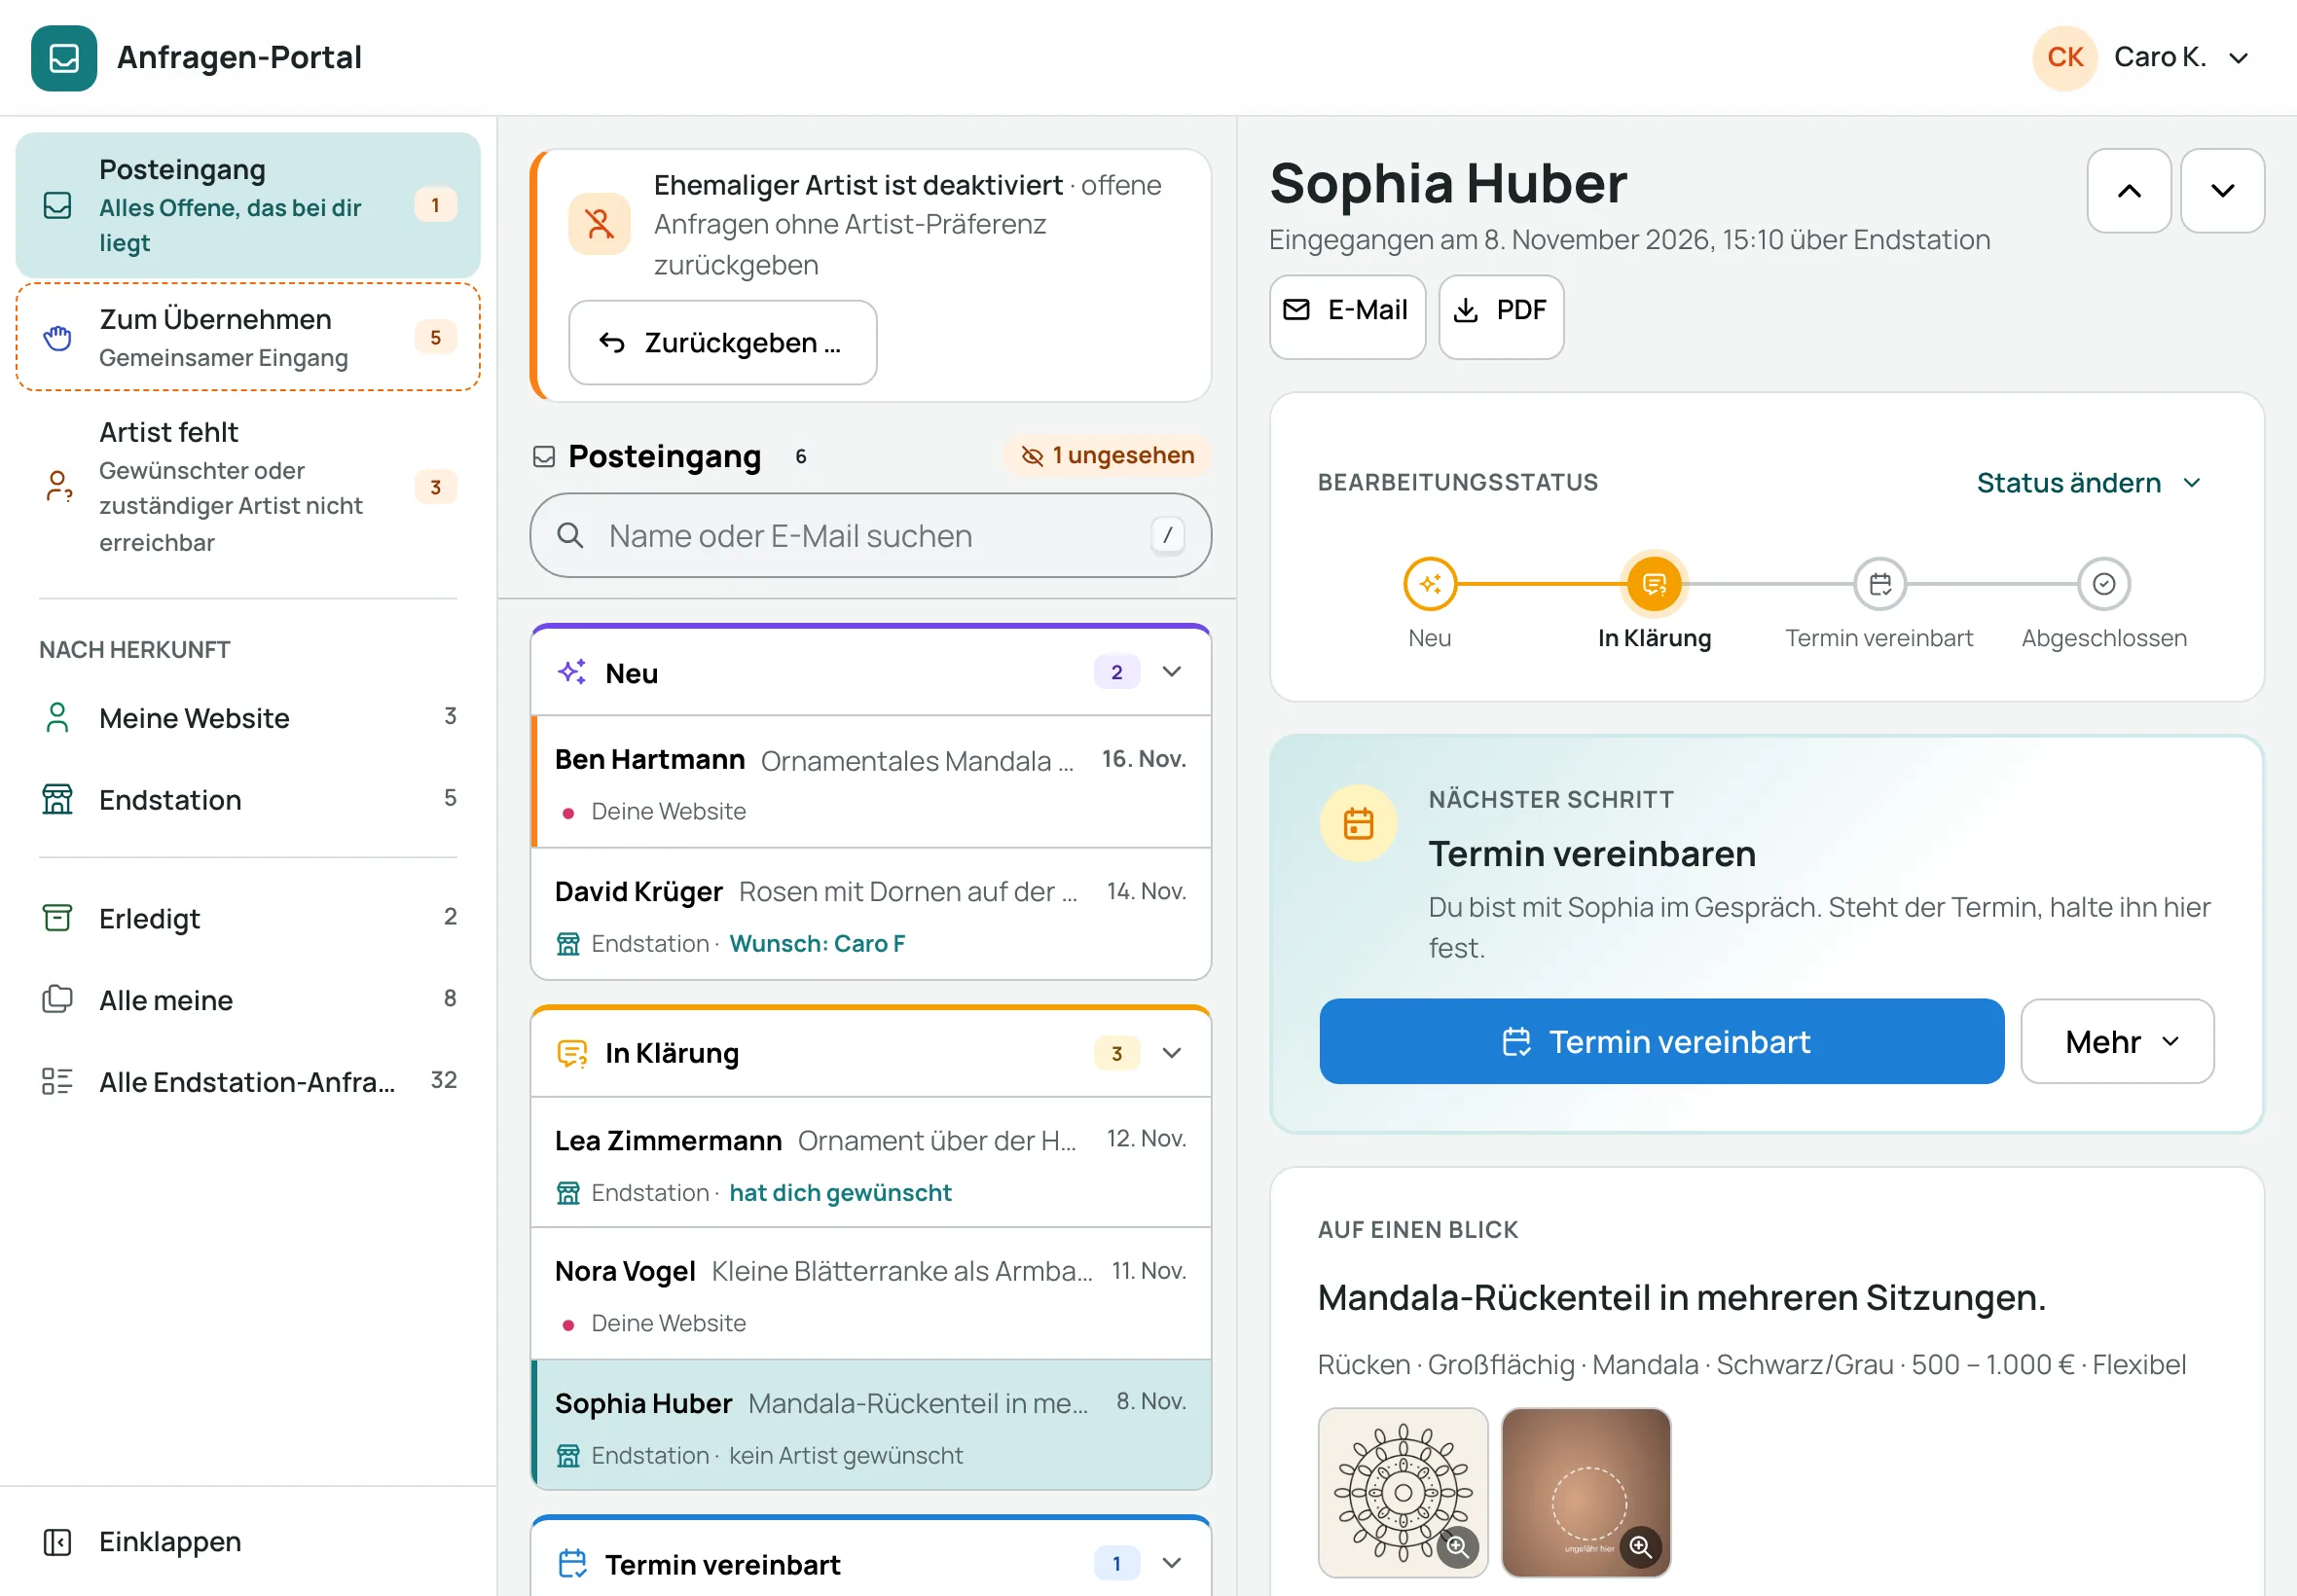 Anfragen-Portal
CK Caro K.
Posteingang
Alles Offene, das bei dir
liegt
1
Zum Übernehmen
Gemeinsamer Eingang
5
Artist fehlt
Gewünschter oder
zuständiger Artist nicht
erreichbar
3
NACH HERKUNFT
Meine Website 3
Endstation 5
Erledigt 2
Alle meine 8
Alle Endstation-Anfra... 32
Einklappen
Ehemaliger Artist ist deaktiviert · offene
Anfragen ohne Artist-Präferenz
zurückgeben
Zurückgeben ...
Posteingang 6 1 ungesehen
Name oder E-Mail suchen /
Neu 2
Ben Hartmann Ornamentales Mandala ... 16. Nov.
Deine Website
David Krüger Rosen mit Dornen auf der ... 14. Nov.
Endstation · Wunsch: Caro F
In Klärung 3
Lea Zimmermann Ornament über der H... 12. Nov.
Endstation · hat dich gewünscht
Nora Vogel Kleine Blätterranke als Armba... 11. Nov.
Deine Website
Sophia Huber Mandala-Rückenteil in me... 8. Nov.
Endstation · kein Artist gewünscht
Termin vereinbart 1
Sophia Huber
Eingegangen am 8. November 2026, 15:10 über Endstation
E-Mail PDF
BEARBEITUNGSSTATUS Status ändern
Neu In Klärung Termin vereinbart Abgeschlossen
NÄCHSTER SCHRITT
Termin vereinbaren
Du bist mit Sophia im Gespräch. Steht der Termin, halte ihn hier
fest.
Termin vereinbart Mehr
AUF EINEN BLICK
Mandala-Rückenteil in mehreren Sitzungen.
Rücken · Großflächig · Mandala · Schwarz/Grau · 500 – 1.000 € · Flexibel
ungefähr hier